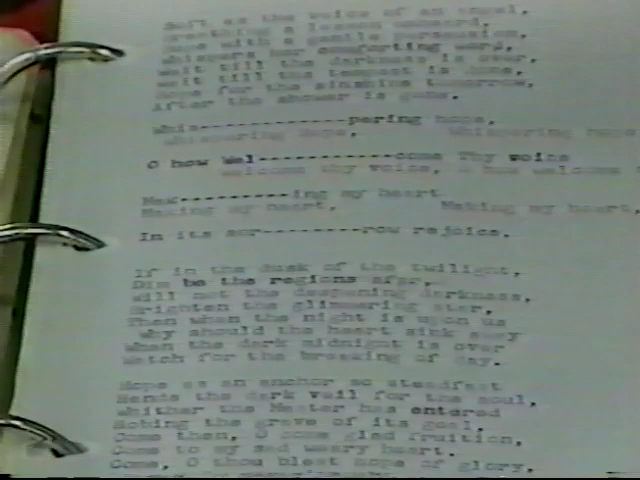 Soft as the voice of an angel,
Breathing a lesson unheard,
Hope with a gentle persuasion,
Whispers her comforting word,
Wait till the darkness is over,
Wait till the tempest is done,
Hope for the sunshine tomorrow,
After the shower is gone.
Whis-------------pering hope,
Whispering Hope, Whispering Hope
O how Wel------------come Thy voice
welcome thy voice, O how welcome
Mak----------ing my heart
Making my heart, Making my heart,
In its sor---------row rejoice.
If in the dusk of the twilight,
Dim be the regions afar,
Will not the deepening darkness,
Brighten the glimmering star,
Then when the night is upon us
Why should the heart sink away
When the dark midnight is over
Watch for the breaking of day.
Hope as an anchor so steadfast
Rends the dark veil for the soul,
Whither the Master has entered
Robing the grave of its goal,
Come then, O come glad fruition,
Come to my sad weary heart.
Come, O thou blest hope of glory,